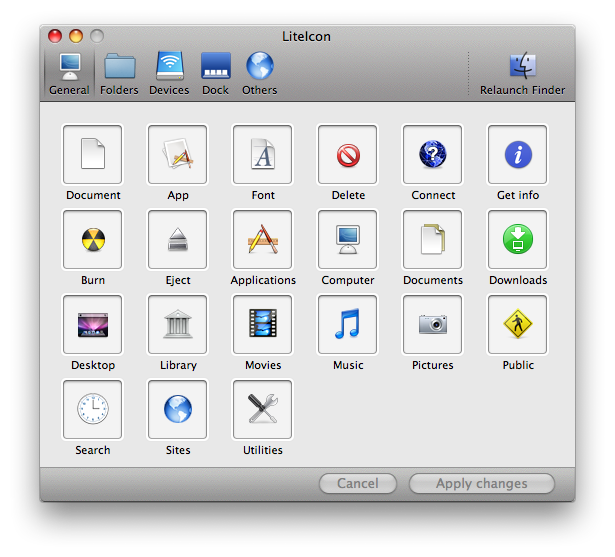 LiteIcon
General Folders Devices Dock Others Relaunch Finder
Document App Font Delete Connect Get info
Burn Eject Applications Computer Documents Downloads
Desktop Library Movies Music Pictures Public
Search Sites Utilities
Cancel Apply changes